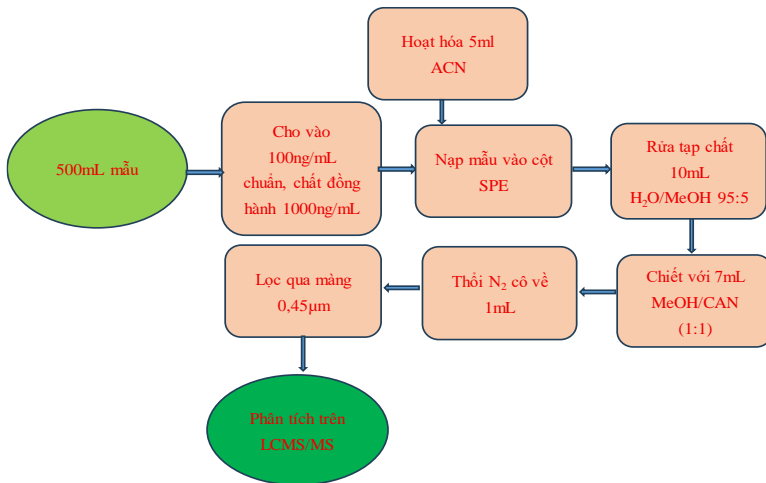 Hoạt hóa 5ml
ACN
500mL mẫu
Cho vào
100ng/mL
chuẩn, chất đồng
hành 1000ng/mL
Nạp mẫu vào cột
SPE
Rửa tạp chất
10mL
H₂O/MeOH 95:5
Chiết với 7mL
MeOH/CAN
(1:1)
Thổi N₂ cô về
1mL
Lọc qua màng
0,45µm
Phân tích trên
LCMS/MS